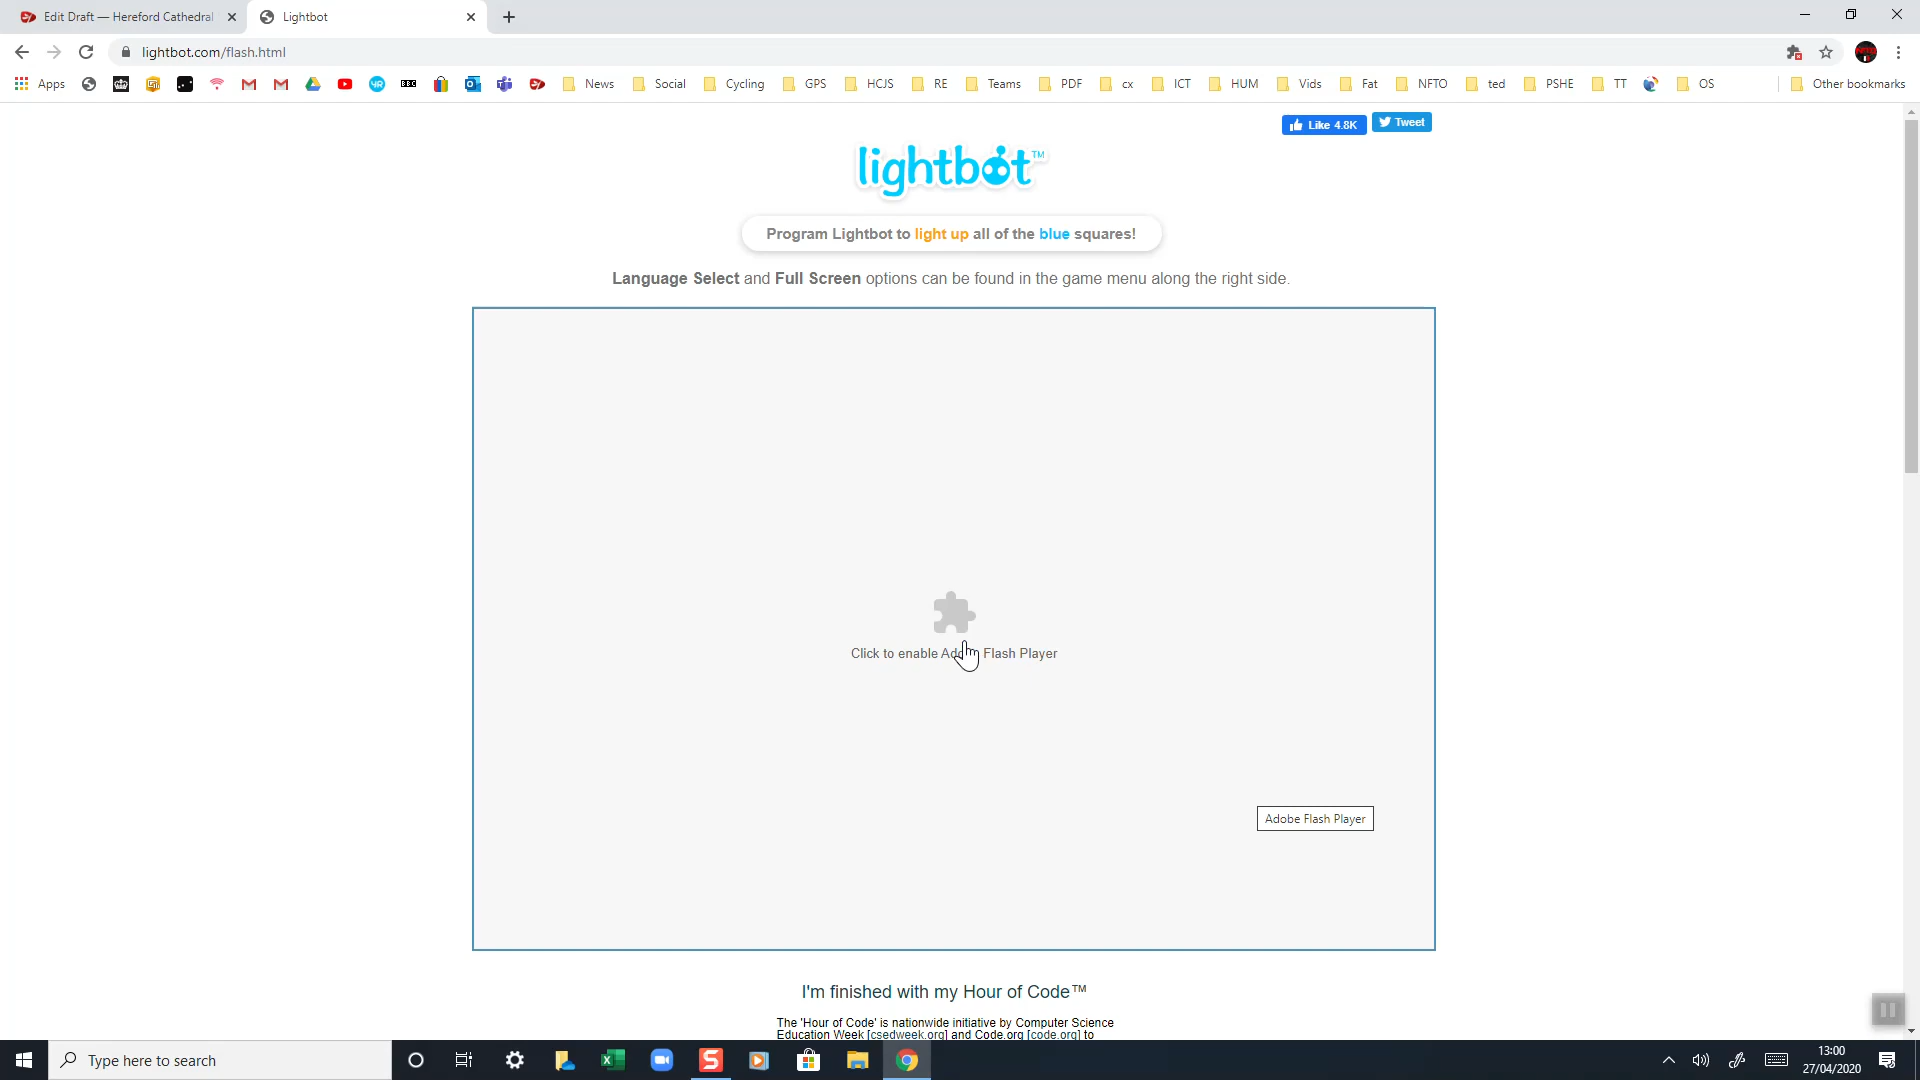 Edit Draft — Hereford Cathedral
Lightbot
lightbot.com/flash.html
Apps
BBC
News
Social
Cycling
GPS
HCJS
RE
Teams
PDF
cx
ICT
HUM
Vids
Fat
NFTO
ted
PSHE
TT
OS
Other bookmarks
Like 4.8K
Tweet
lightbot™
Program Lightbot to light up all of the blue squares!
Language Select and Full Screen options can be found in the game menu along the right side.
Click to enable Ado Flash Player
Adobe Flash Player
I'm finished with my Hour of Code™
The 'Hour of Code' is nationwide initiative by Computer Science
Education Week [csedweek.org] and Code.org [code.org] to
Type here to search
13:00
27/04/2020